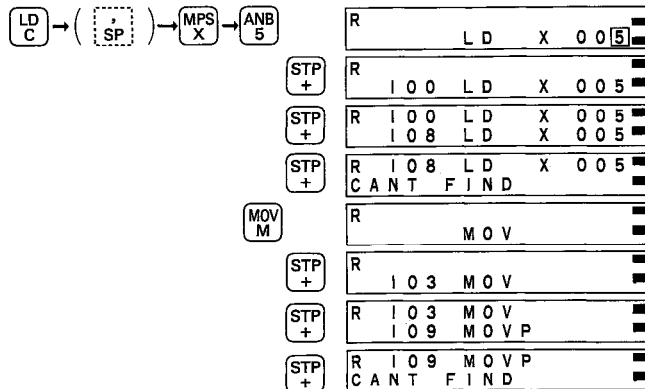 LD C → ( , SP ) → MPS X → ANB 5
R
LD X 005
STP +
R
100 LD X 005
STP +
R 100 LD X 005
108 LD X 005
STP +
R 108 LD X 005
CANT FIND
MOV M
R
MOV
STP +
R
103 MOV
STP +
R 103 MOV
109 MOVP
STP +
R 109 MOVP
CANT FIND